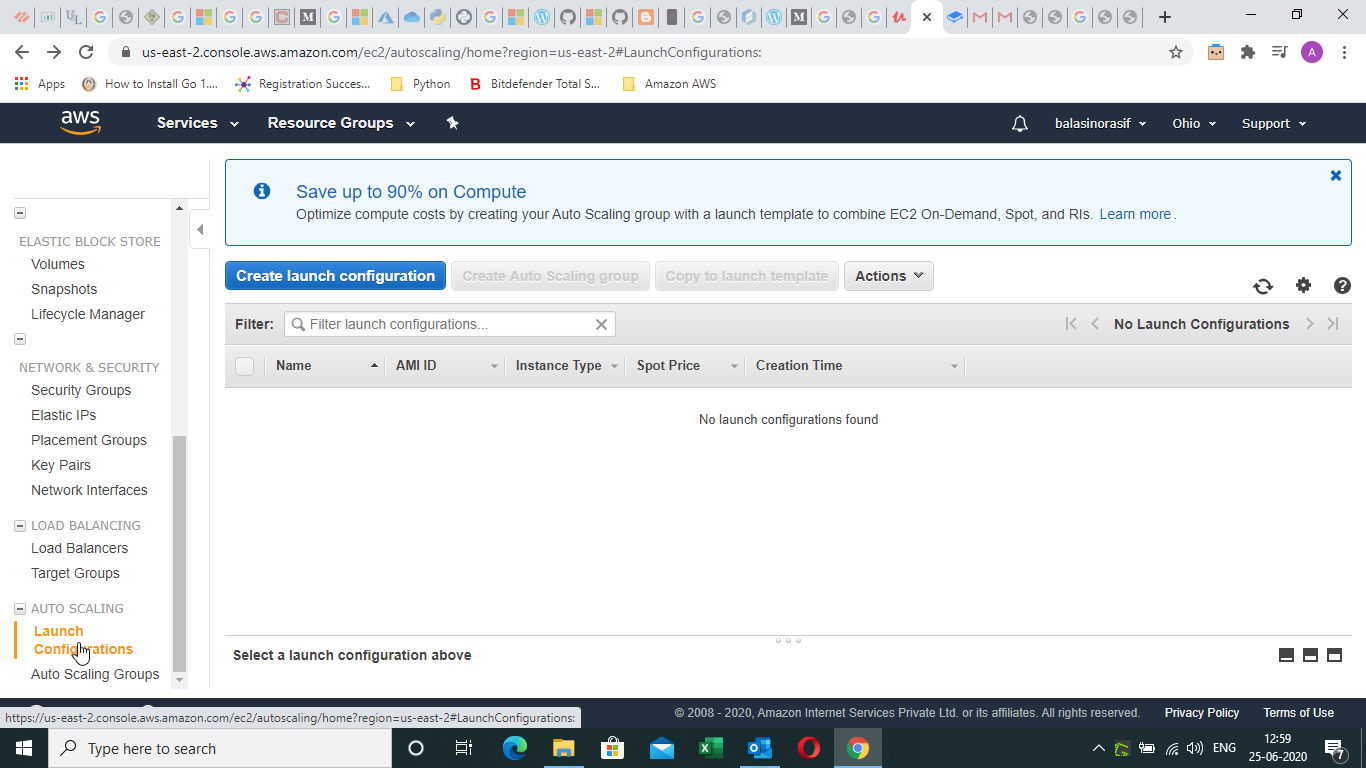 us-east-2.console.aws.amazon.com/ec2/autoscaling/home?region=us-east-2#LaunchConfigurations:
A
Apps
How to Install Go 1....
Registration Succes...
Python
Bitdefender Total S...
Amazon AWS
aws
Services
Resource Groups
balasinorasif
Ohio
Support
Save up to 90% on Compute
Optimize compute costs by creating your Auto Scaling group with a launch template to combine EC2 On-Demand, Spot, and RIs. Learn more.
ELASTIC BLOCK STORE
Volumes
Snapshots
Lifecycle Manager
NETWORK & SECURITY
Security Groups
Elastic IPs
Placement Groups
Key Pairs
Network Interfaces
LOAD BALANCING
Load Balancers
Target Groups
AUTO SCALING
Launch
Configurations
Auto Scaling Groups
Create launch configuration
Create Auto Scaling group
Copy to launch template
Actions
Filter:
Filter launch configurations...
No Launch Configurations
Name
AMI ID
Instance Type
Spot Price
Creation Time
No launch configurations found
Select a launch configuration above
https://us-east-2.console.aws.amazon.com/ec2/autoscaling/home?region=us-east-2#LaunchConfigurations:
© 2008 - 2020, Amazon Internet Services Private Ltd. or its affiliates. All rights reserved.
Privacy Policy
Terms of Use
Type here to search
ENG
12:59
25-06-2020
7